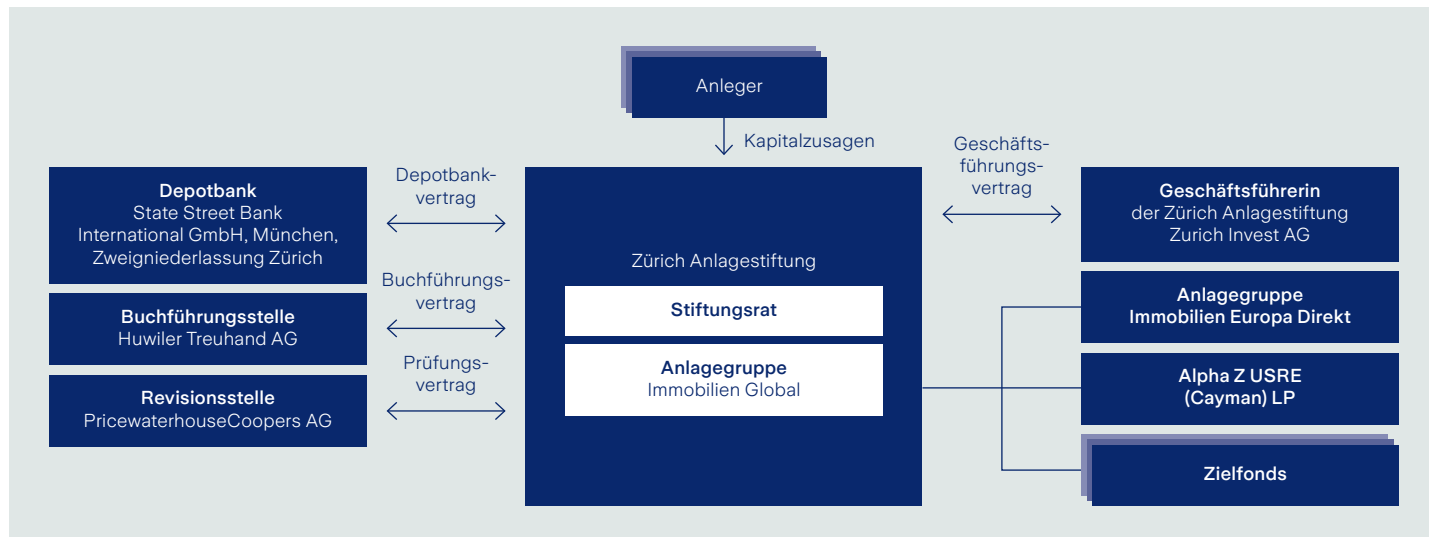 Anleger
Kapitalzusagen
Depotbank
State Street Bank
International GmbH, München,
Zweigniederlassung Zürich
Depotbank-
vertrag
Buchführungsstelle
Huwiler Treuhand AG
Buchführungs-
vertrag
Revisionsstelle
PricewaterhouseCoopers AG
Prüfungs-
vertrag
Zürich Anlagestiftung
Stiftungsrat
Anlagegruppe
Immobilien Global
Geschäfts-
führungs-
vertrag
Geschäftsführerin
der Zürich Anlagestiftung
Zurich Invest AG
Anlagegruppe
Immobilien Europa Direkt
Alpha Z USRE
(Cayman) LP
Zielfonds